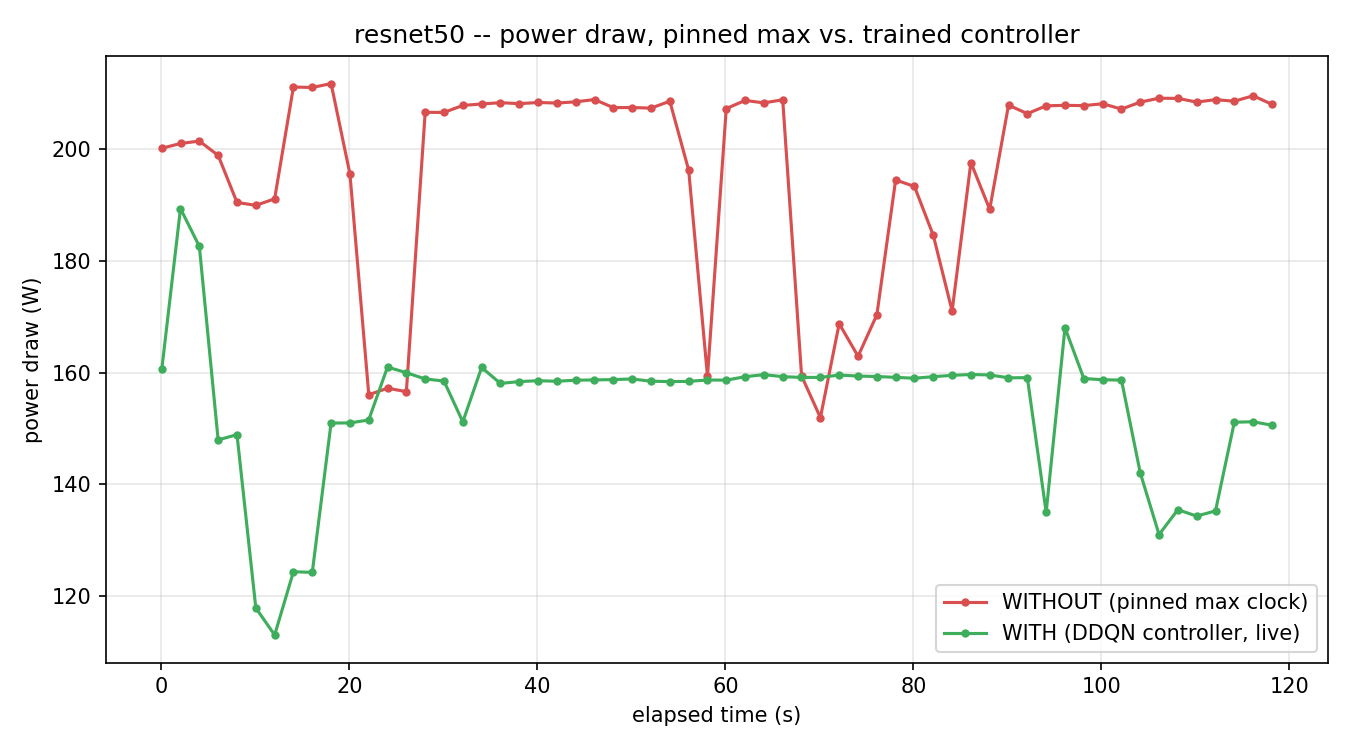 resnet50 -- power draw, pinned max vs. trained controller
power draw (W)
200
180
160
140
120
WITHOUT (pinned max clock)
WITH (DDQN controller, live)
0 20 40 60 80 100 120
elapsed time (s)